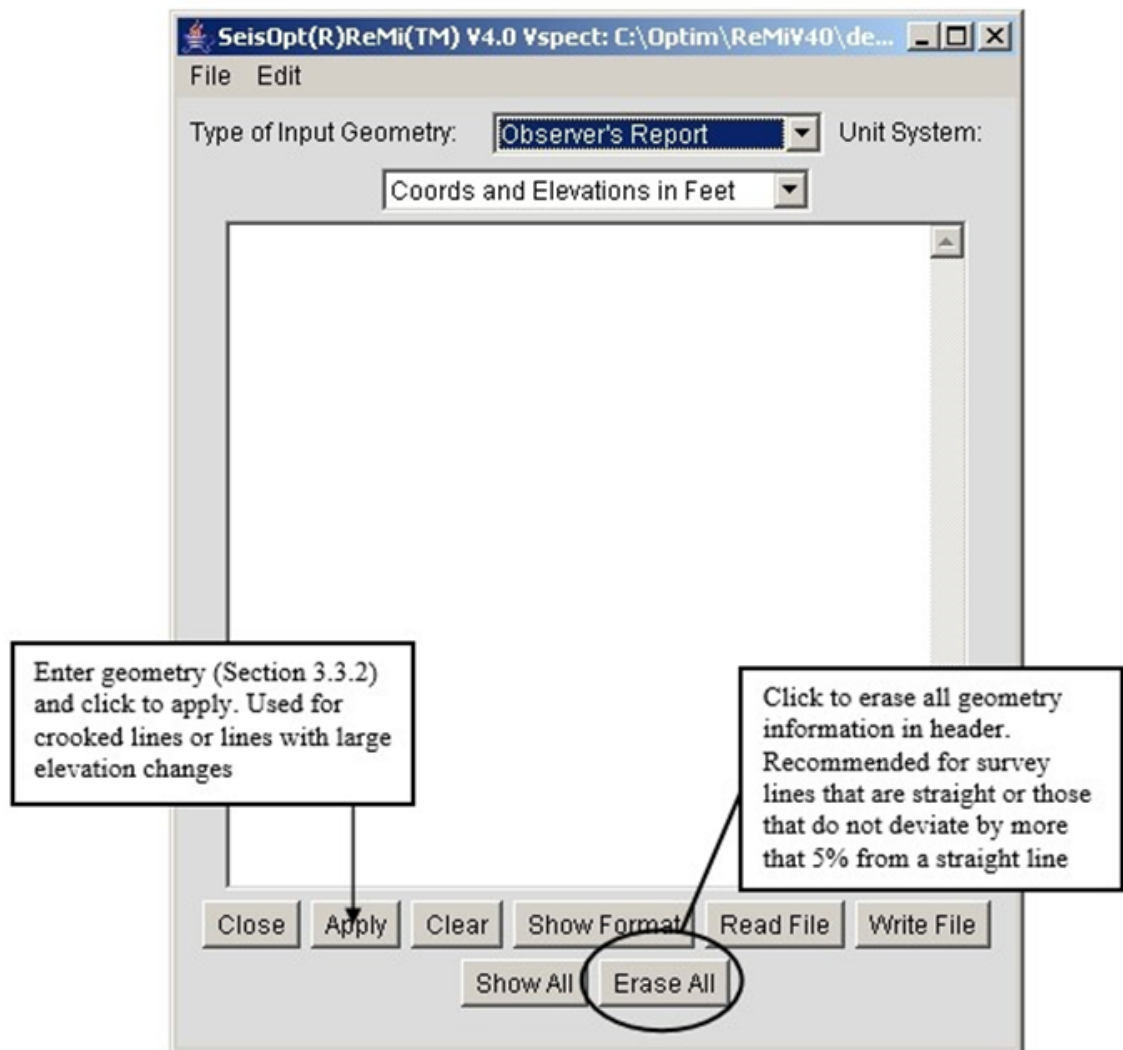 SeisOpt(R)ReMi(TM) V4.0 Vspect: C:\Optim\ReMiV40\de...
File Edit
Type of Input Geometry: Observer's Report Unit System:
Coords and Elevations in Feet
Enter geometry (Section 3.3.2)
and click to apply. Used for
crooked lines or lines with large
elevation changes
Click to erase all geometry
information in header.
Recommended for survey
lines that are straight or those
that do not deviate by more
that 5% from a straight line
Close Apply Clear Show Format Read File Write File
Show All Erase All